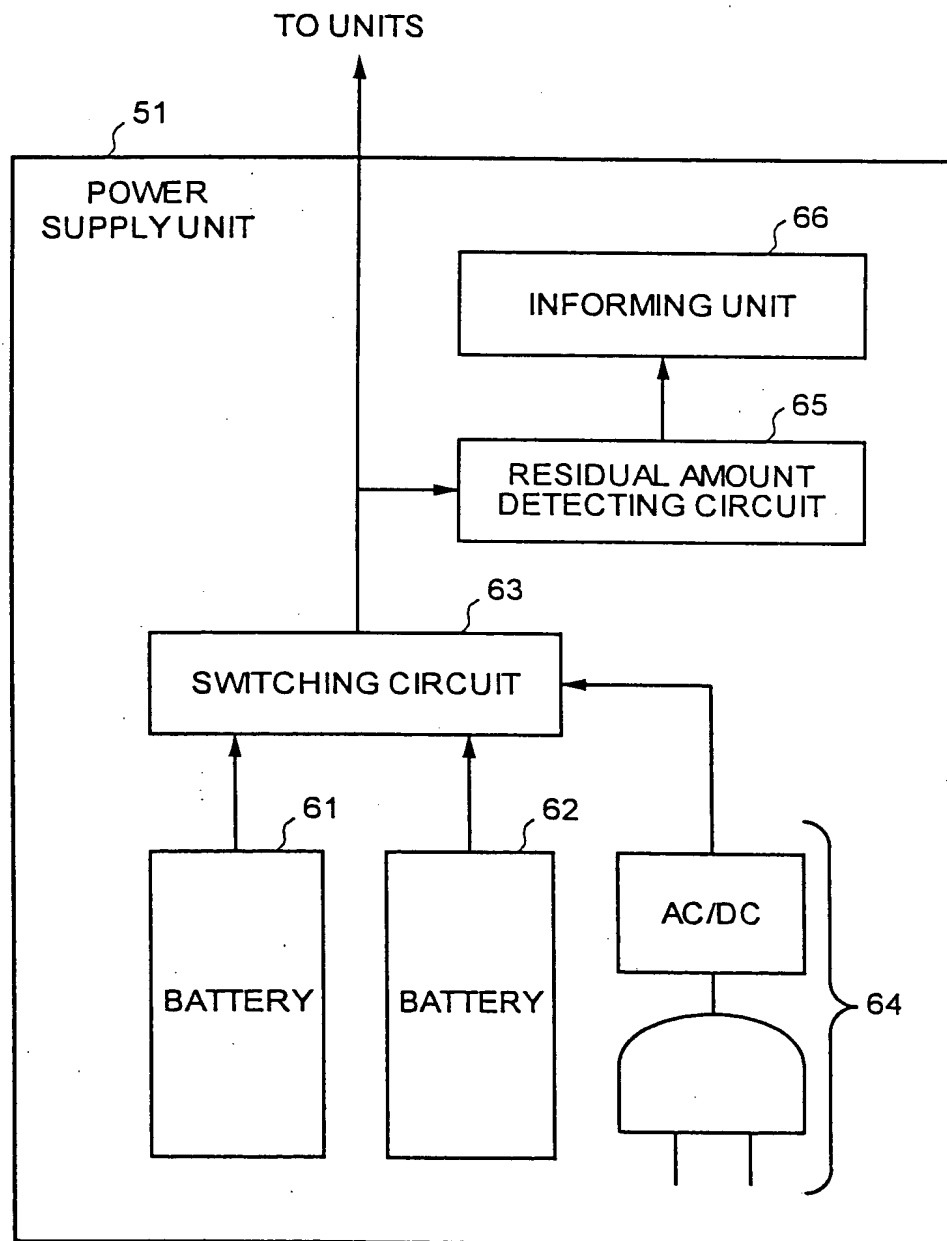 TO UNITS
51
POWER
SUPPLY UNIT
66
INFORMING UNIT
65
RESIDUAL AMOUNT
DETECTING CIRCUIT
63
SWITCHING CIRCUIT
61
62
AC/DC
BATTERY
BATTERY
64